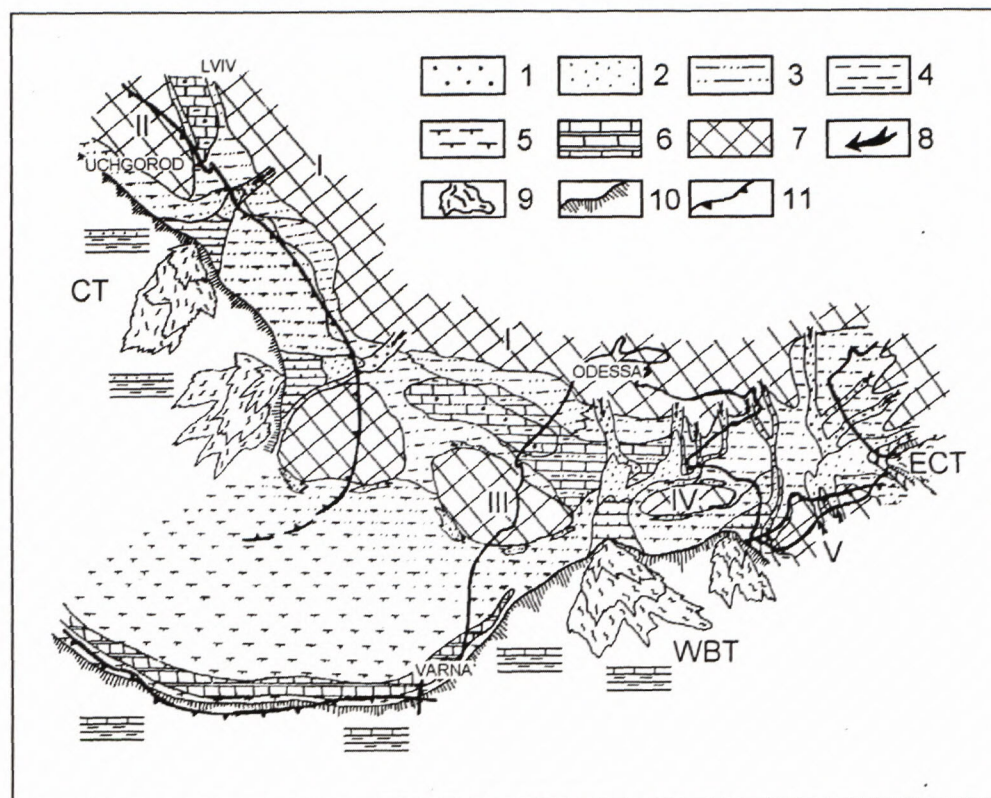 LVIV
1 2 3 4
II
5 6 7 8
UCHGOROD
I
9 10 11
CT
I
ODESSA
ECT
III
IV
V
WBT
VARNA